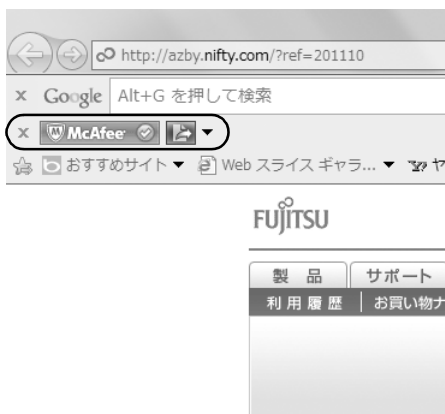 http://azby.nifty.com/?ref=201110
× Google Alt+G を押して検索
× McAfee
おすすめサイト ▼ Web スライス ギャラ... ▼ ヤ
FUJITSU
製 品 サポート
利用履歴 お買い物ナ